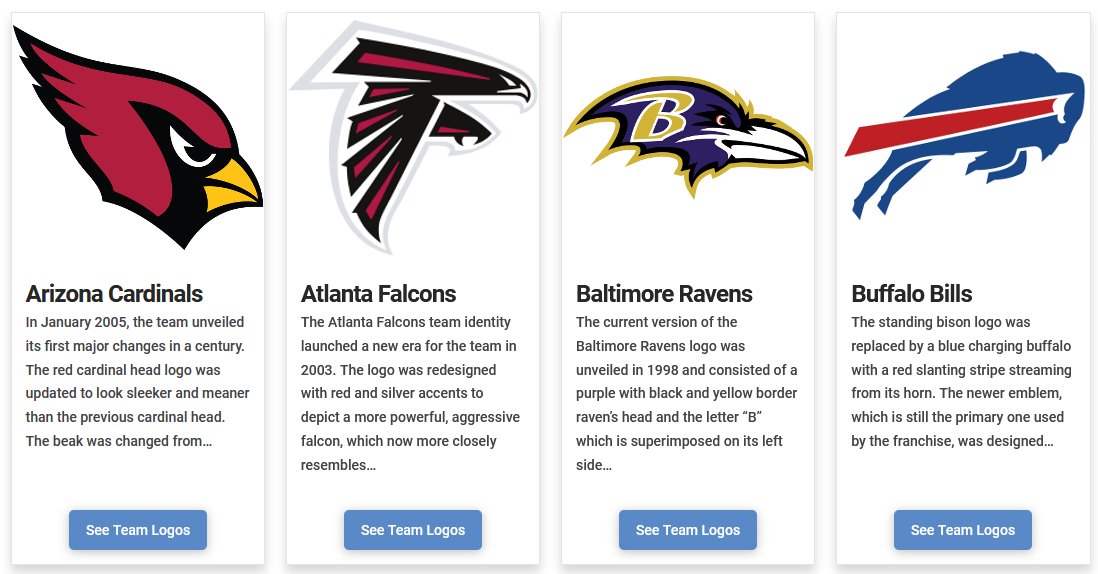 B
Arizona Cardinals
In January 2005, the team unveiled
its first major changes in a century.
The red cardinal head logo was
updated to look sleeker and meaner
than the previous cardinal head.
The beak was changed from...
See Team Logos
Atlanta Falcons
The Atlanta Falcons team identity
launched a new era for the team in
2003. The logo was redesigned
with red and silver accents to
depict a more powerful, aggressive
falcon, which now more closely
resembles...
See Team Logos
Baltimore Ravens
The current version of the
Baltimore Ravens logo was
unveiled in 1998 and consisted of a
purple with black and yellow border
raven’s head and the letter “B”
which is superimposed on its left
side...
See Team Logos
Buffalo Bills
The standing bison logo was
replaced by a blue charging buffalo
with a red slanting stripe streaming
from its horn. The newer emblem,
which is still the primary one used
by the franchise, was designed...
See Team Logos